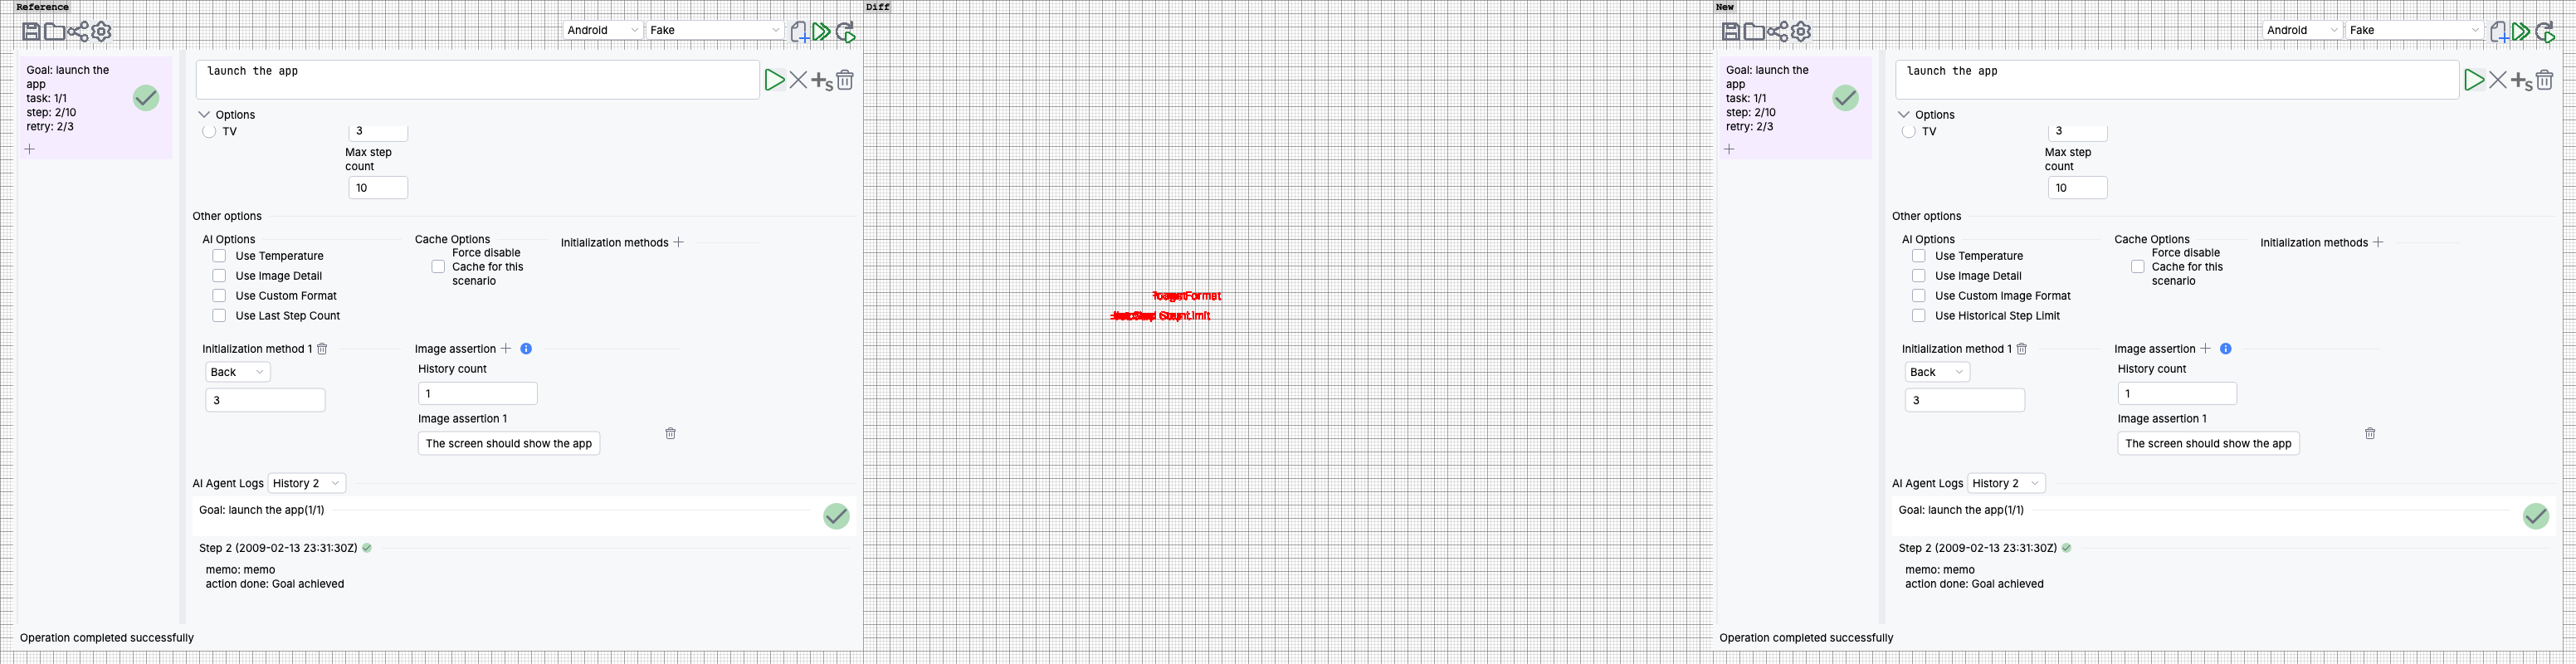 Reference
Android
Fake
Goal: launch the
app
task: 1/1
step: 2/10
retry: 2/3
launch the app
S
Options
TV
3
Max step
count
10
Other options
AI Options
Use Temperature
Use Image Detail
Use Custom Format
Use Last Step Count
Cache Options
Force disable
Cache for this
scenario
Initialization methods
Initialization method 1
Back
3
Image assertion
History count
1
Image assertion 1
The screen should show the app
AI Agent Logs
History 2
Goal: launch the app(1/1)
Step 2 (2009-02-13 23:31:30Z)
memo: memo
action done: Goal achieved
Operation completed successfully
Diff
New
Android
Fake
Goal: launch the
app
task: 1/1
step: 2/10
retry: 2/3
launch the app
S
Options
TV
3
Max step
count
10
Other options
AI Options
Use Temperature
Use Image Detail
Use Custom Image Format
Use Historical Step Limit
Cache Options
Force disable
Cache for this
scenario
Initialization methods
Initialization method 1
Back
3
Image assertion
History count
1
Image assertion 1
The screen should show the app
AI Agent Logs
History 2
Goal: launch the app(1/1)
Step 2 (2009-02-13 23:31:30Z)
memo: memo
action done: Goal achieved
Operation completed successfully